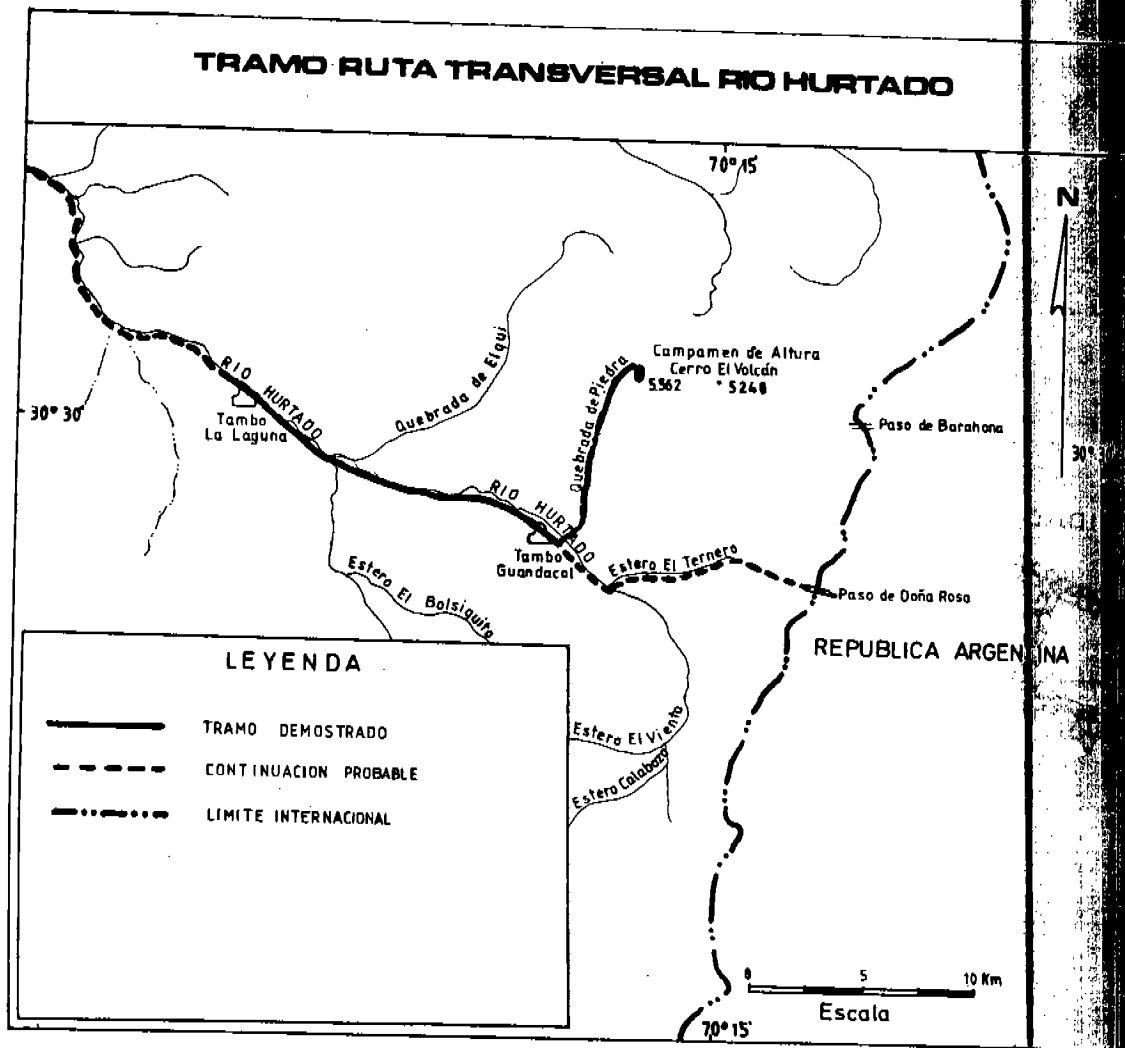 TRAMO RUTA TRANSVERSAL RIO HURTADO
70° 15'
N
Campamen de Altura
Cerro El Volcán
5.562 ° 5248
Quebrada de Elqui
Quebrada de Piedra
RIO HURTADO
30° 30'
Tambo
La Laguna
Paso de Barahona
30°
RIO HURTADO
Tambo
Guandacol
Estero El Ternero
Paso de Doña Rosa
Estero El Bolsiquito
REPUBLICA ARGENTINA
LEYENDA
TRAMO DEMOSTRADO
CONTINUACION PROBABLE
LIMITE INTERNACIONAL
Estero El Viento
Estero Calabozo
0 5 10 Km
Escala
70° 15'